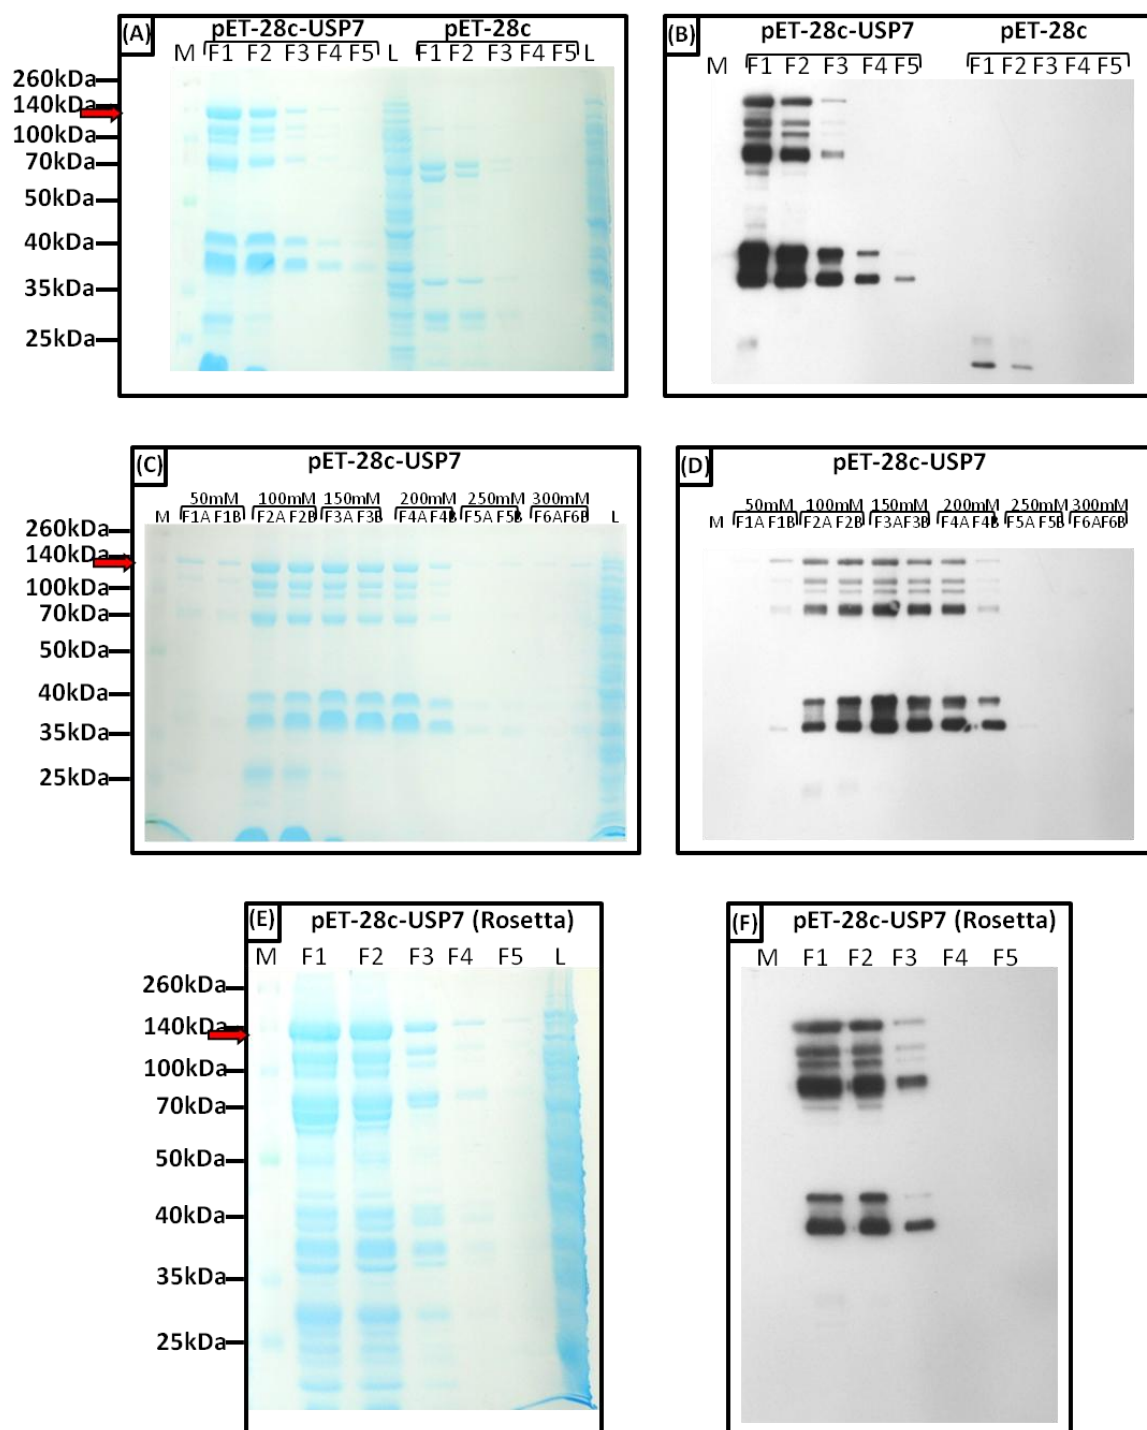 (A)
pET-28c-USP7 pET-28c
M F1 F2 F3 F4 F5 L F1 F2 F3 F4 F5 L
260kDa
140kDa
100kDa
70kDa
50kDa
40kDa
35kDa
25kDa
(B)
pET-28c-USP7 pET-28c
M F1 F2 F3 F4 F5 F1 F2 F3 F4 F5
(C)
pET-28c-USP7
50mM 100mM 150mM 200mM 250mM 300mM
M F1A F1B F2A F2B F3A F3B F4A F4B F5A F5B F6A F6B L
260kDa
140kDa
100kDa
70kDa
50kDa
40kDa
35kDa
25kDa
(D)
pET-28c-USP7
50mM 100mM 150mM 200mM 250mM 300mM
M F1A F1B F2A F2B F3A F3B F4A F4B F5A F5B F6A F6B
(E)
pET-28c-USP7 (Rosetta)
M F1 F2 F3 F4 F5 L
260kDa
140kDa
100kDa
70kDa
50kDa
40kDa
35kDa
25kDa
(F)
pET-28c-USP7 (Rosetta)
M F1 F2 F3 F4 F5